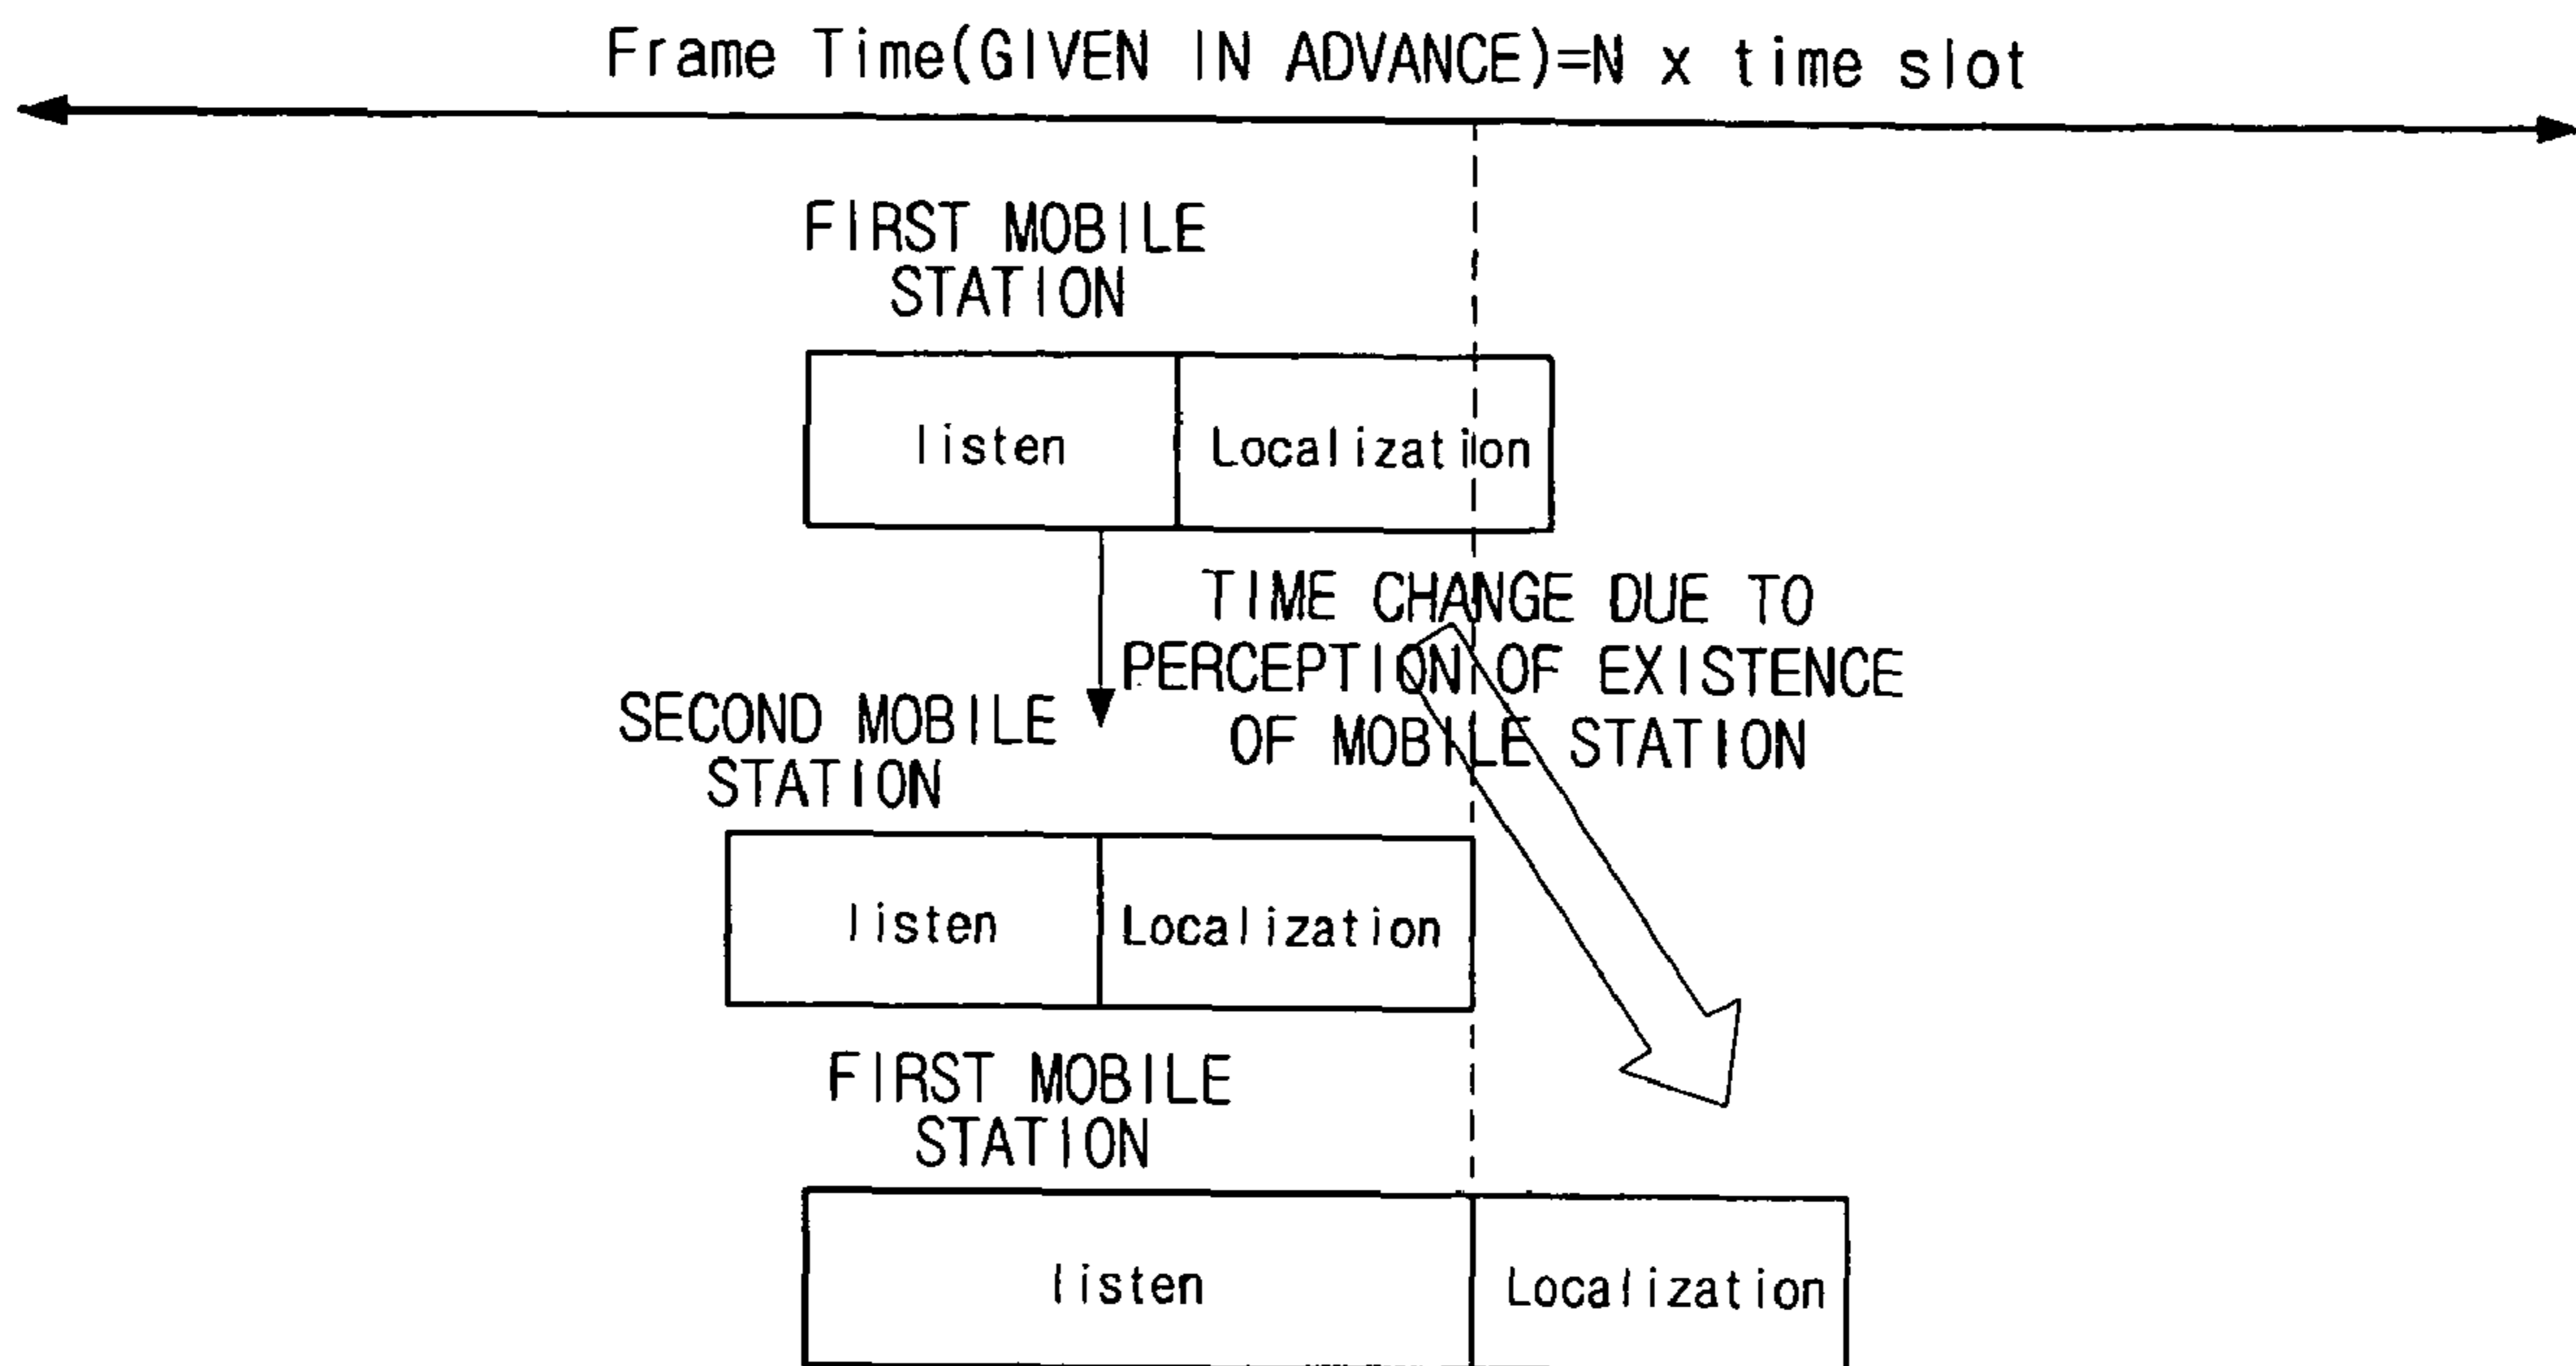 Frame Time(GIVEN IN ADVANCE)=N x time slot
FIRST MOBILE
STATION
listen
Localization
TIME CHANGE DUE TO
PERCEPTION OF EXISTENCE
OF MOBILE STATION
SECOND MOBILE
STATION
listen
Localization
FIRST MOBILE
STATION
listen
Localization